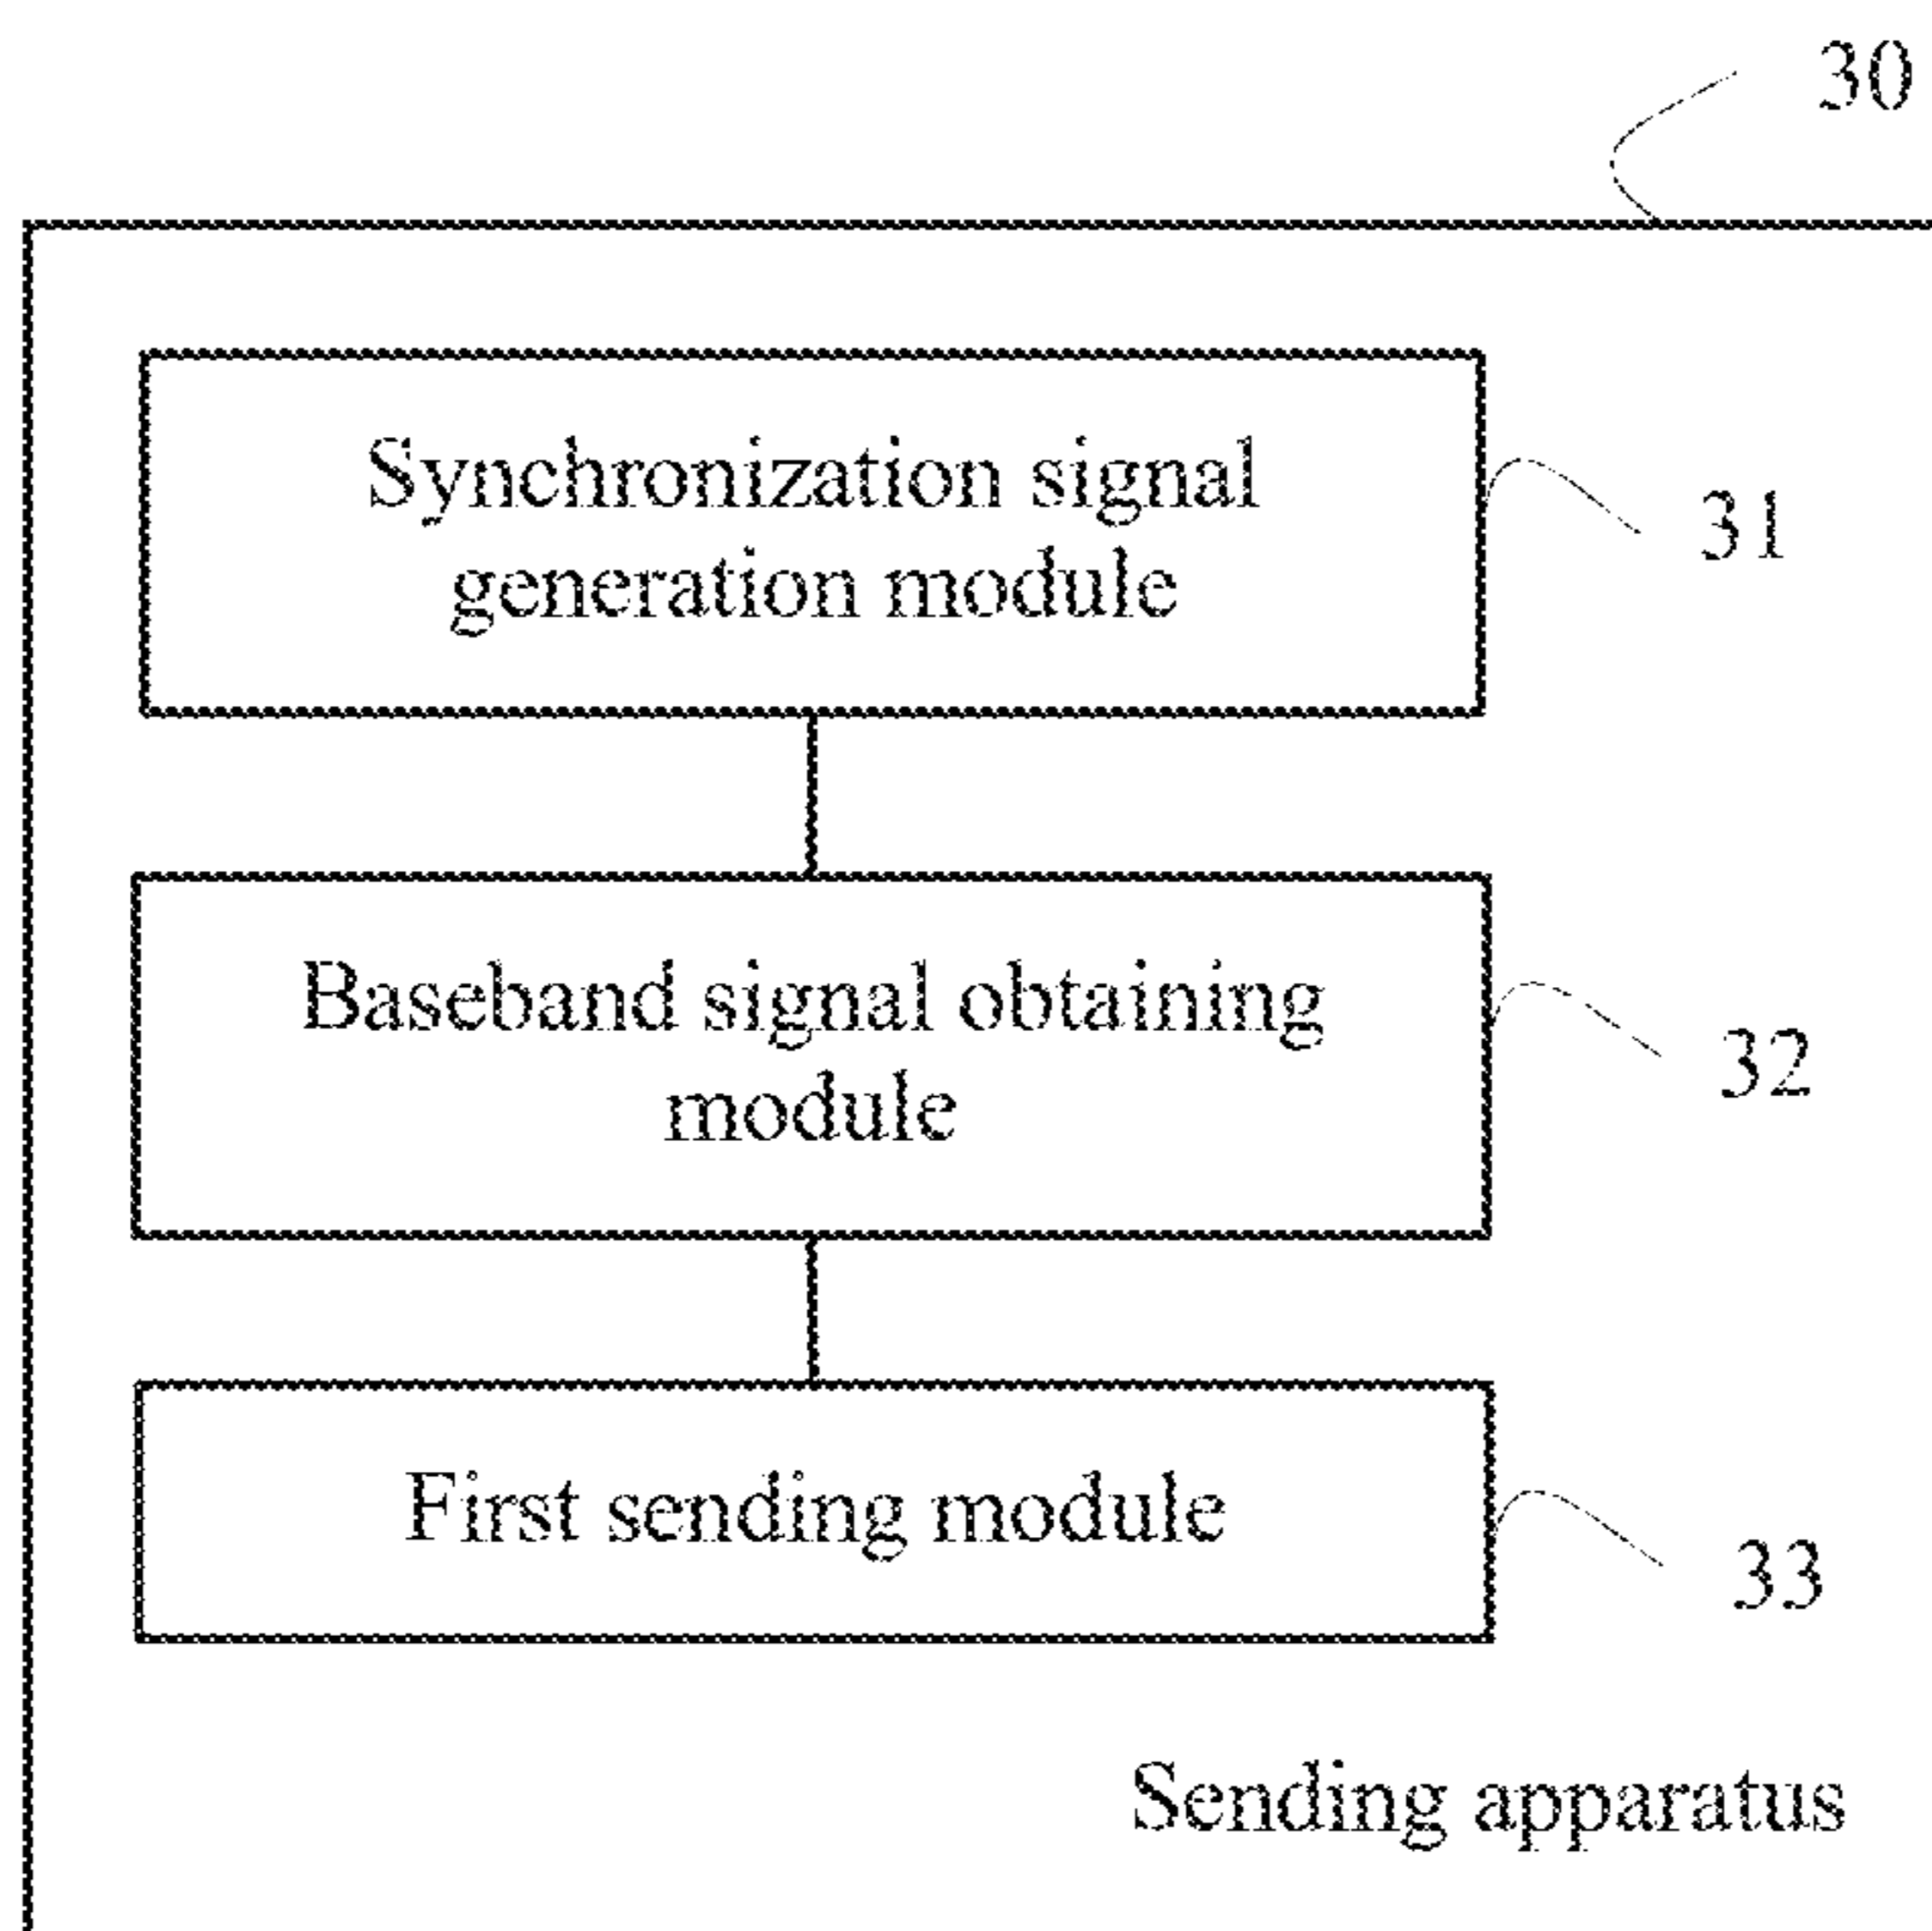 30
Synchronization signal
generation module
31
Baseband signal obtaining
module
32
First sending module
33
Sending apparatus